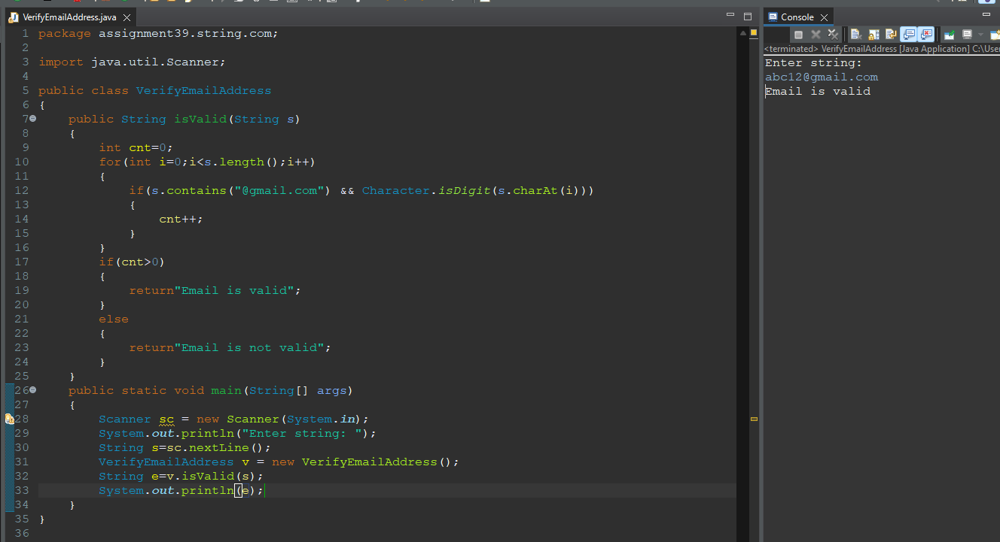 VerifyEmailAddress.java
1 package assignment39.string.com;
2
3 import java.util.Scanner;
4
5 public class VerifyEmailAddress
6 {
7 public String isValid(String s)
8 {
9 int cnt=0;
10 for(int i=0;i<s.length();i++)
11 {
12 if(s.contains("@gmail.com") && Character.isDigit(s.charAt(i)))
13 {
14 cnt++;
15 }
16 }
17 if(cnt>0)
18 {
19 return"Email is valid";
20 }
21 else
22 {
23 return"Email is not valid";
24 }
25 }
26 public static void main(String[] args)
27 {
28 Scanner sc = new Scanner(System.in);
29 System.out.println("Enter string: ");
30 String s=sc.nextLine();
31 VerifyEmailAddress v = new VerifyEmailAddress();
32 String e=v.isValid(s);
33 System.out.println(e);
34 }
35 }
36
Console
<terminated> VerifyEmailAddress [Java Application] C:\User
Enter string:
abc12@gmail.com
Email is valid